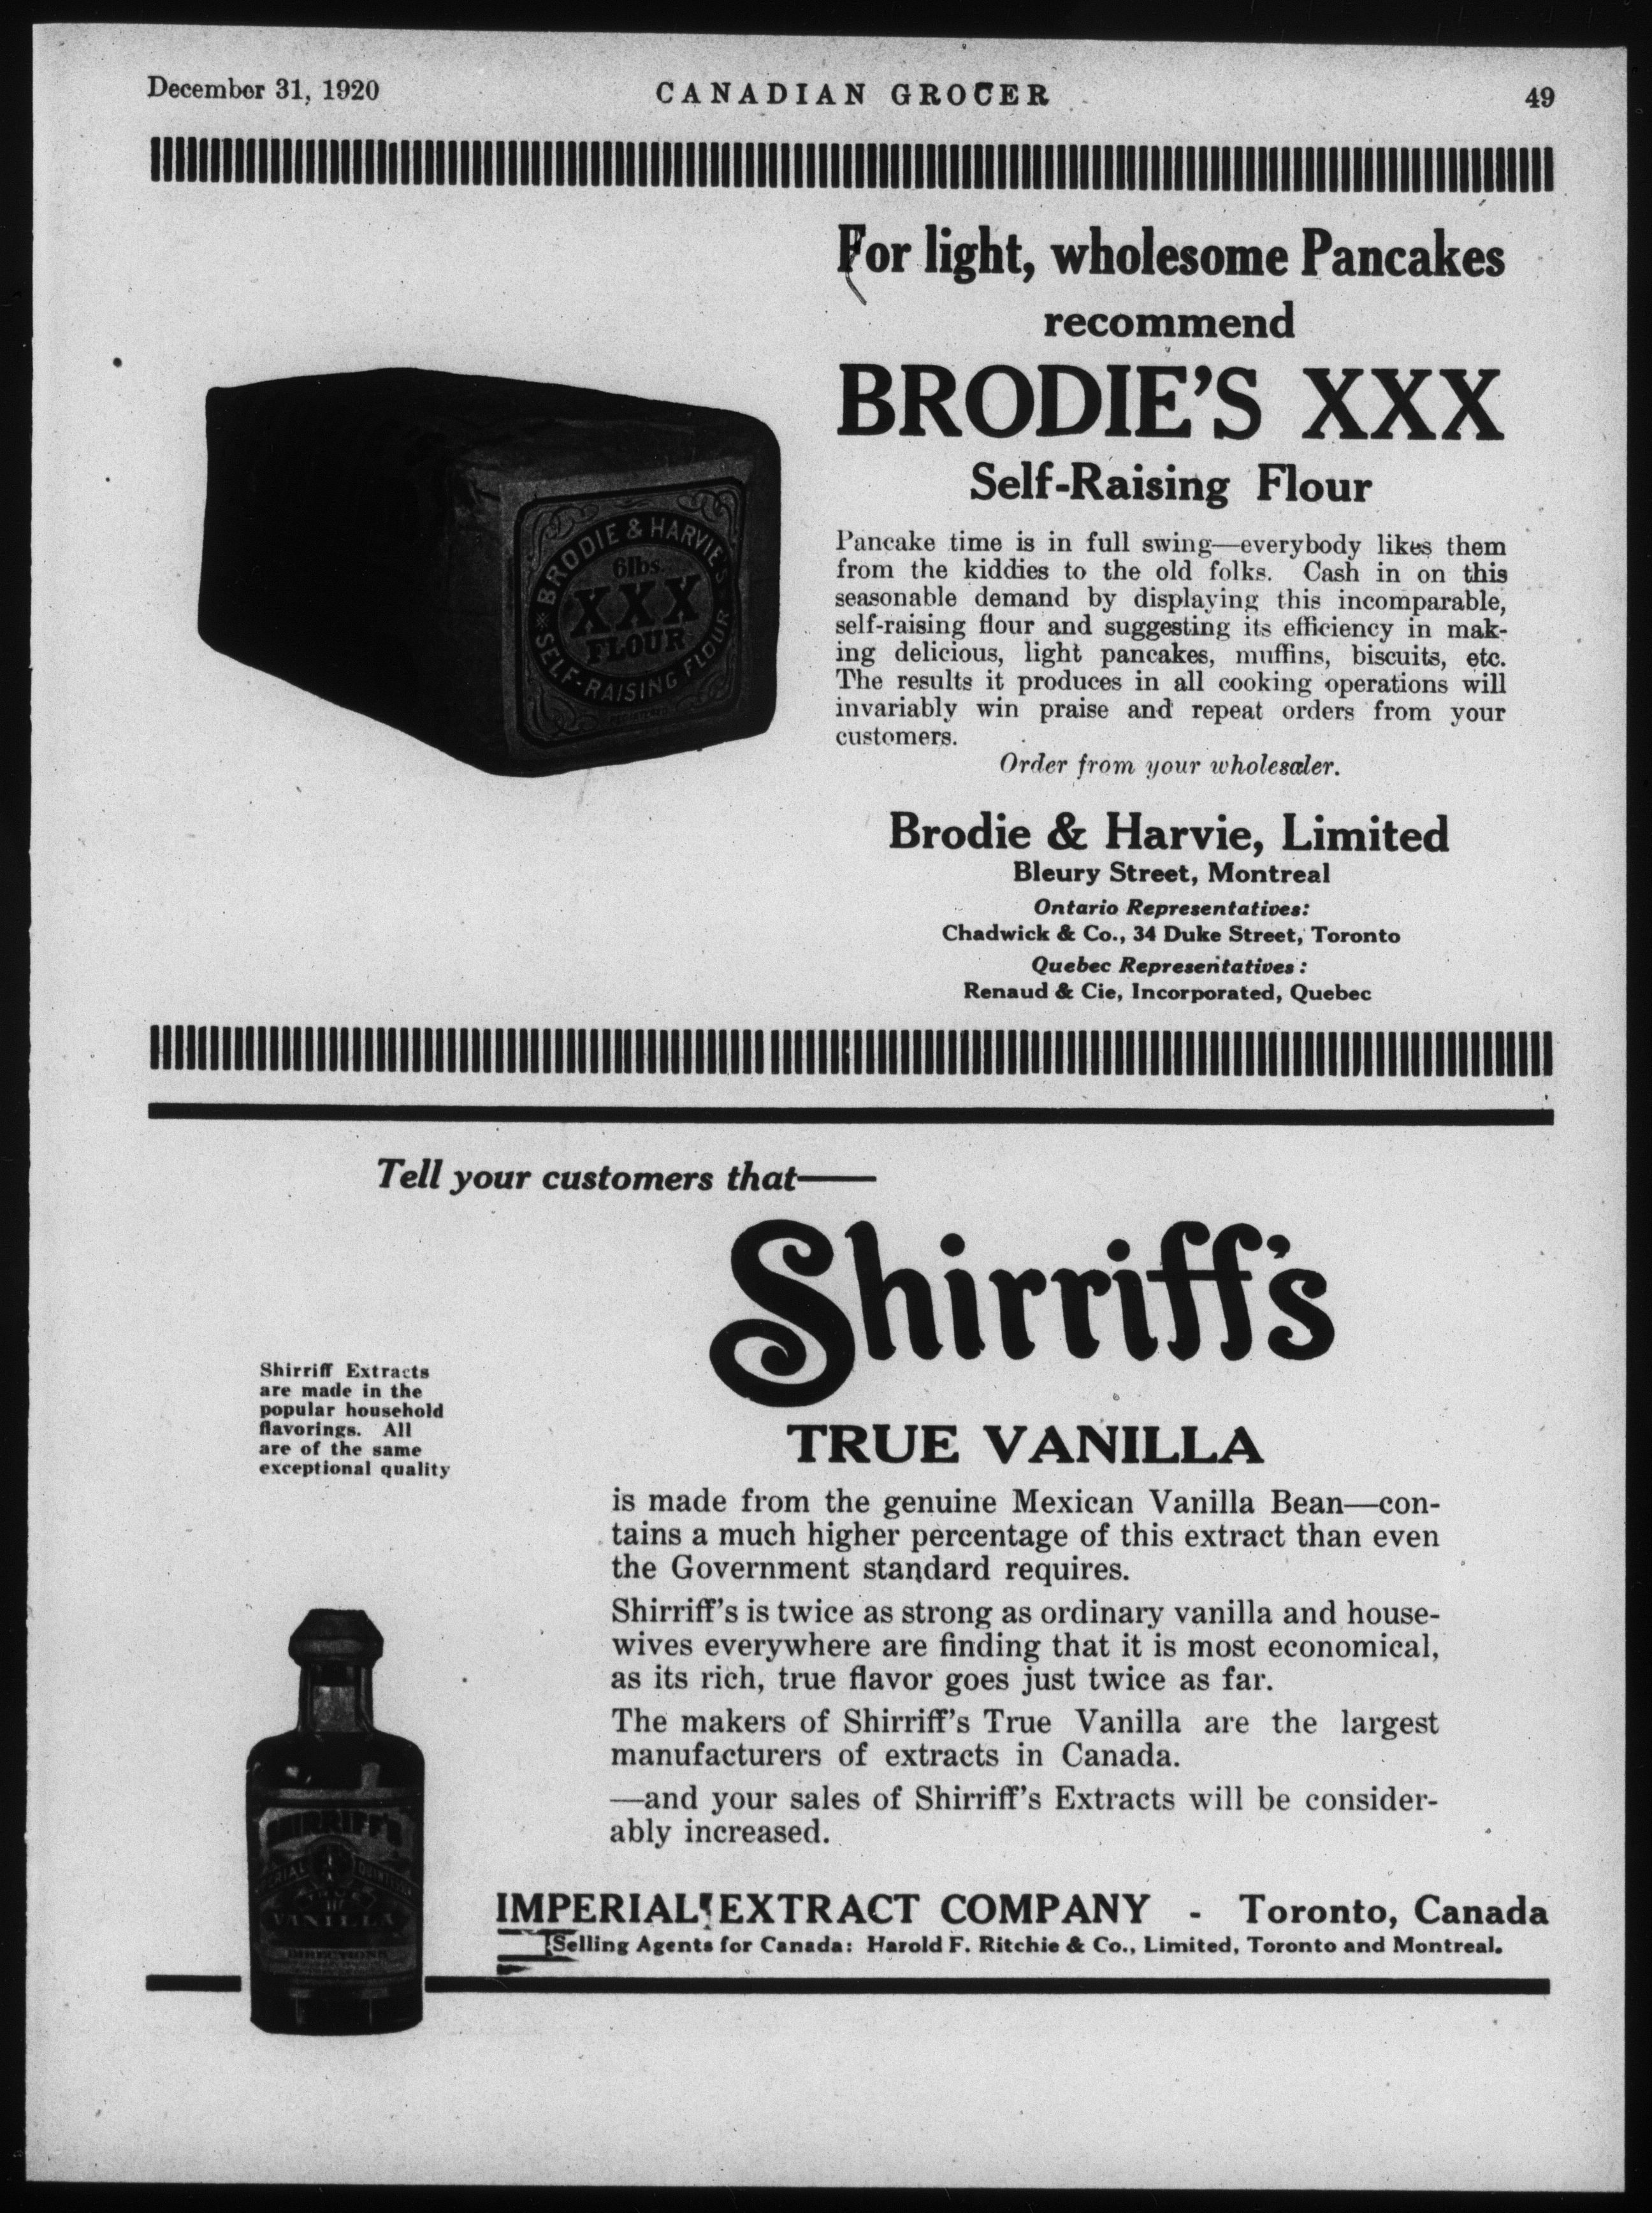 December 31, 1920
CANADIAN GROCER
49
For light, wholesome Pancakes
recommend
BRODIE'S XXX
Self-Raising Flour
BRODIE & HARVIE'S
6lbs.
XXX
FLOUR
SELF-RAISING FLOUR
Pancake time is in full swing—everybody likes them
from the kiddies to the old folks. Cash in on this
seasonable demand by displaying this incomparable,
self-raising flour and suggesting its efficiency in mak-
ing delicious, light pancakes, muffins, biscuits, etc.
The results it produces in all cooking operations will
invariably win praise and repeat orders from your
customers.
Order from your wholesaler.
Brodie & Harvie, Limited
Bleury Street, Montreal
Ontario Representatives:
Chadwick & Co., 34 Duke Street, Toronto
Quebec Representatives:
Renaud & Cie, Incorporated, Quebec
Tell your customers that—
Shirriff's
TRUE VANILLA
Shirriff Extracts
are made in the
popular household
flavorings. All
are of the same
exceptional quality
is made from the genuine Mexican Vanilla Bean—con-
tains a much higher percentage of this extract than even
the Government standard requires.
Shirriff's is twice as strong as ordinary vanilla and house-
wives everywhere are finding that it is most economical,
as its rich, true flavor goes just twice as far.
The makers of Shirriff's True Vanilla are the largest
manufacturers of extracts in Canada.
—and your sales of Shirriff's Extracts will be consider-
ably increased.
SHIRRIFF'S
TRUE
VANILLA
DIRECTIONS
IMPERIAL EXTRACT COMPANY - Toronto, Canada
Selling Agents for Canada: Harold F. Ritchie & Co., Limited, Toronto and Montreal.